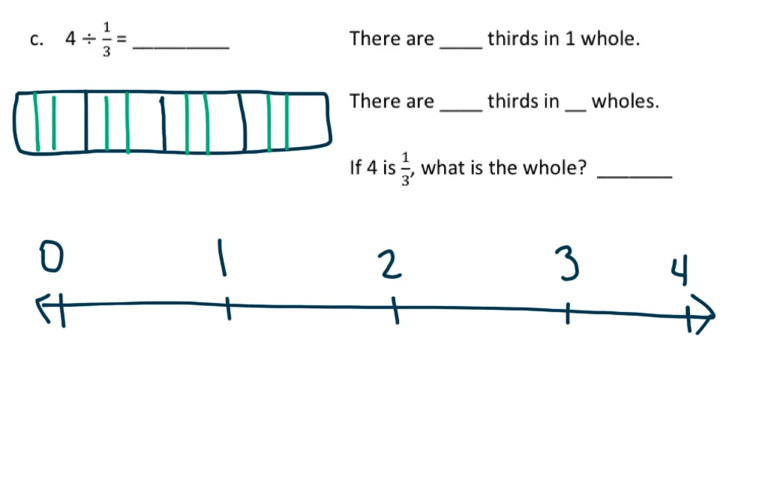 c. 4 ÷ 1/3 = ________
There are ____ thirds in 1 whole.
There are ____ thirds in __ wholes.
If 4 is 1/3, what is the whole? _______
0 1 2 3 4